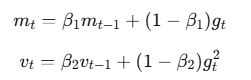 m_t = β_1 m_{t−1} + (1 − β_1) g_t
v_t = β_2 v_{t−1} + (1 − β_2) g_t^2